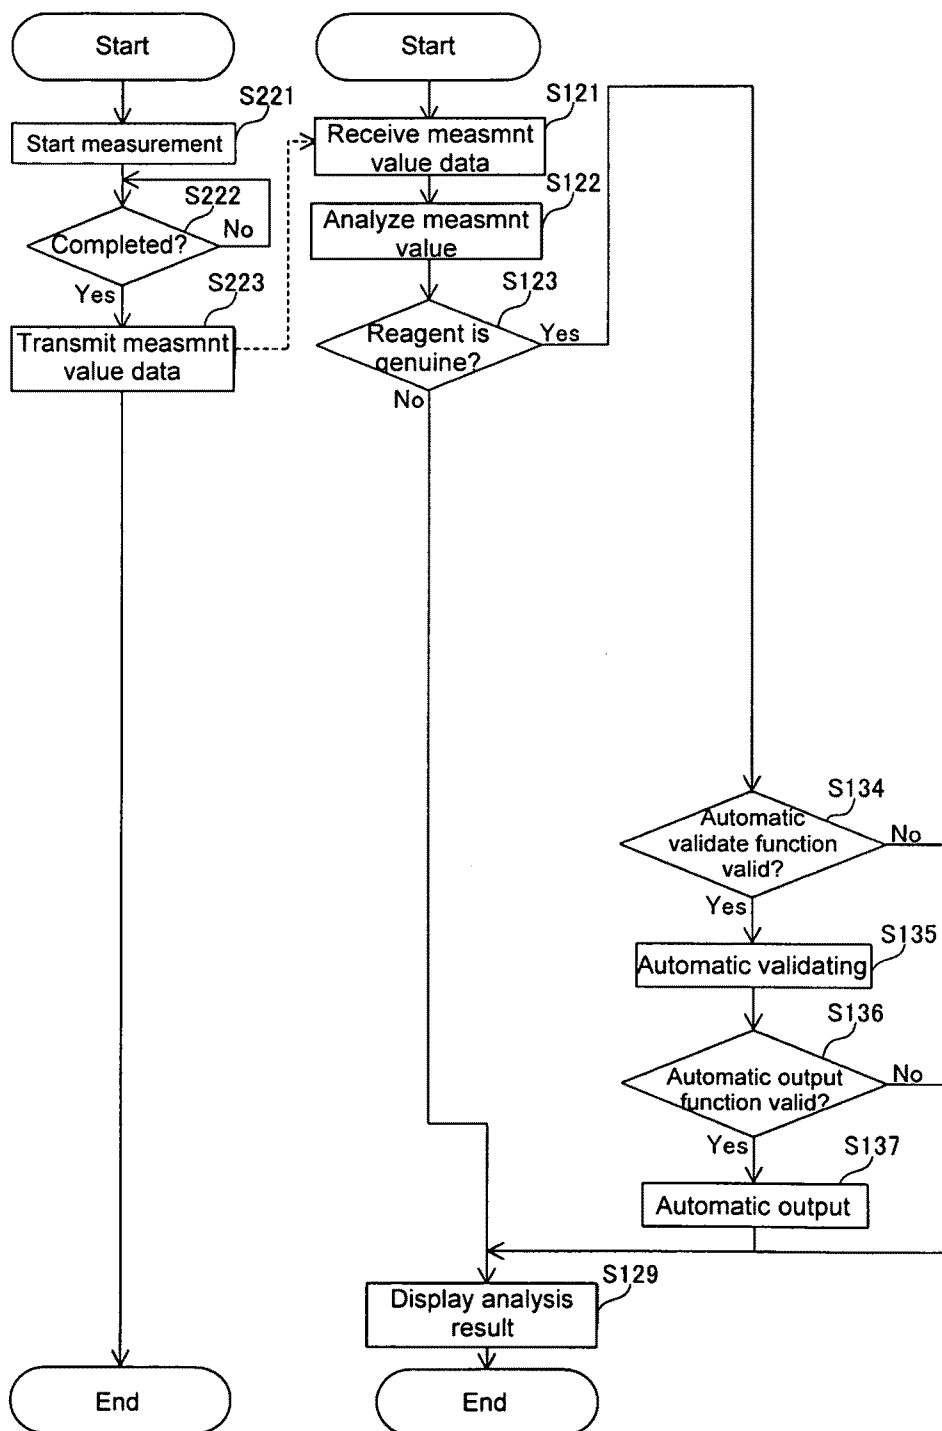 Start
S221
Start measurement
S222
Completed?
No
Yes
S223
Transmit measmnt
value data
End
Start
S121
Receive measmnt
value data
S122
Analyze measmnt
value
S123
Reagent is
genuine?
Yes
No
S134
Automatic
validate function
valid?
No
Yes
S135
Automatic validating
S136
Automatic output
function valid?
No
Yes
S137
Automatic output
S129
Display analysis
result
End